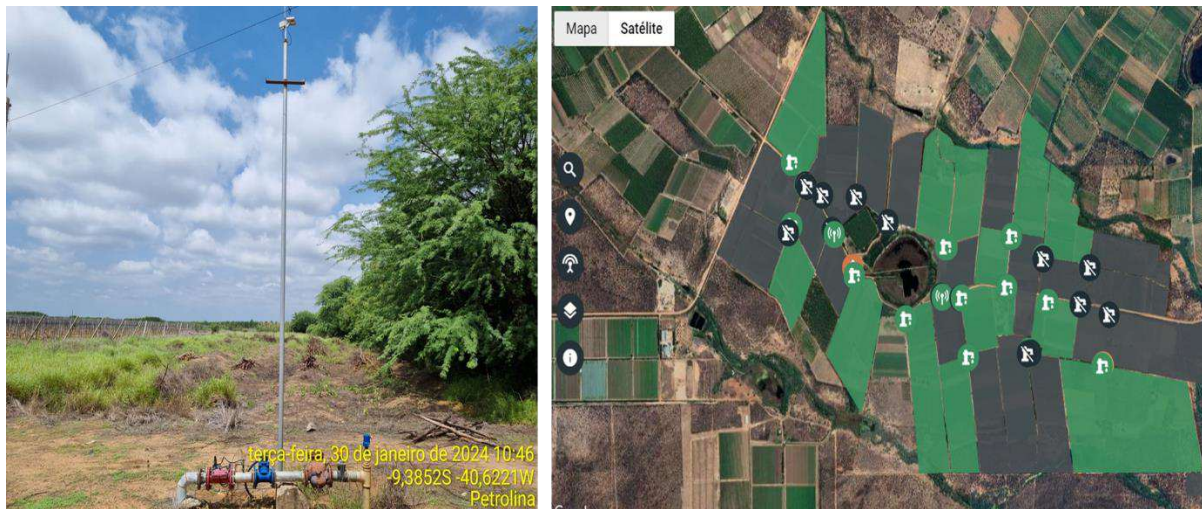 terça-feira, 30 de janeiro de 2024 10:46
-9,3852S -40,6221W
Petrolina
Mapa Satélite